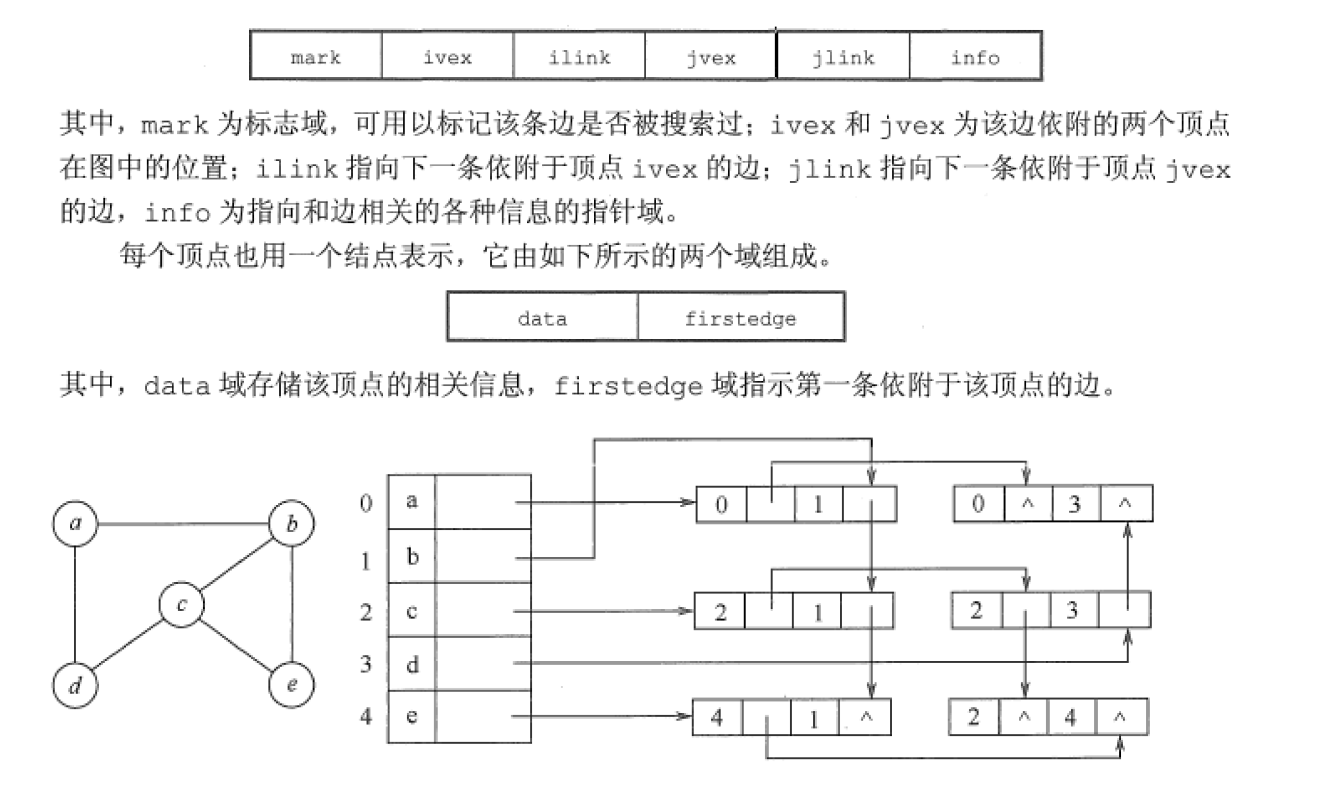 mark ivex ilink jvex jlink info
其中，mark 为标志域，可用以标记该条边是否被搜索过；ivex 和 jvex 为该边依附的两个顶点
在图中的位置；ilink 指向下一条依附于顶点 ivex 的边；jlink 指向下一条依附于顶点 jvex
的边，info 为指向和边相关的各种信息的指针域。
每个顶点也用一个结点表示，它由如下所示的两个域组成。
data firstedge
其中，data 域存储该顶点的相关信息，firstedge 域指示第一条依附于该顶点的边。
a b
c
d e
0 a
1 b
2 c
3 d
4 e
0 1
0 ^ 3 ^
2 1
2 3
4 1 ^
2 ^ 4 ^